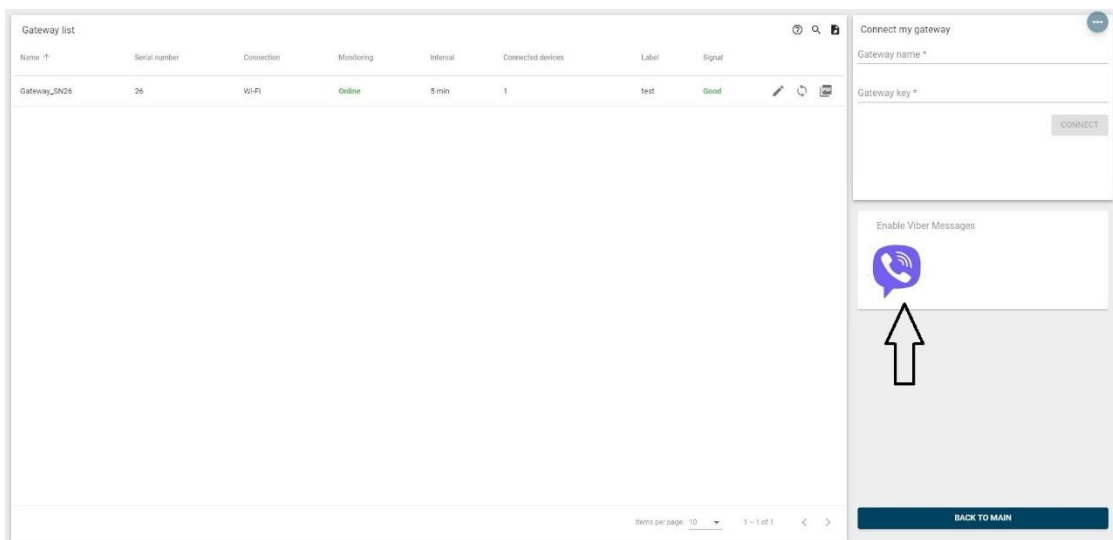 Gateway list
Name ↑ Serial number Connection Monitoring Interval Connected devices Label Signal
Gateway_SN26 26 Wi-Fi Online 5 min 1 test Good
Items per page: 10 1 – 1 of 1
Connect my gateway
Gateway name *
Gateway key *
CONNECT
Enable Viber Messages
BACK TO MAIN